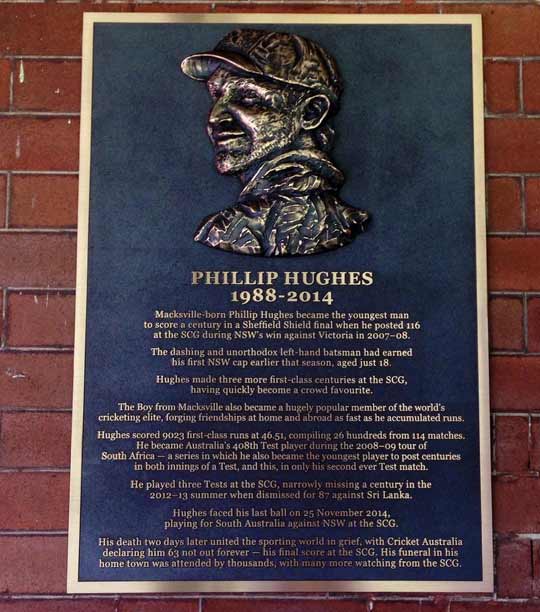 PHILLIP HUGHES
1988-2014
Macksville-born Phillip Hughes became the youngest man
to score a century in a Sheffield Shield final when he posted 116
at the SCG during NSW's win against Victoria in 2007–08.
The dashing and unorthodox left-hand batsman had earned
his first NSW cap earlier that season, aged just 18.
Hughes made three more first-class centuries at the SCG,
having quickly become a crowd favourite.
The Boy from Macksville also became a hugely popular member of the world's
cricketing elite, forging friendships at home and abroad as fast as he accumulated runs.
Hughes scored 9023 first-class runs at 46.51, compiling 26 hundreds from 114 matches.
He became Australia's 408th Test player during the 2008–09 tour of
South Africa — a series in which he also became the youngest player to post centuries
in both innings of a Test, and this, in only his second ever Test match.
He played three Tests at the SCG, narrowly missing a century in the
2012–13 summer when dismissed for 87 against Sri Lanka.
Hughes faced his last ball on 25 November 2014,
playing for South Australia against NSW at the SCG.
His death two days later united the sporting world in grief, with Cricket Australia
declaring him 63 not out forever — his final score at the SCG. His funeral in his
home town was attended by thousands, with many more watching from the SCG.